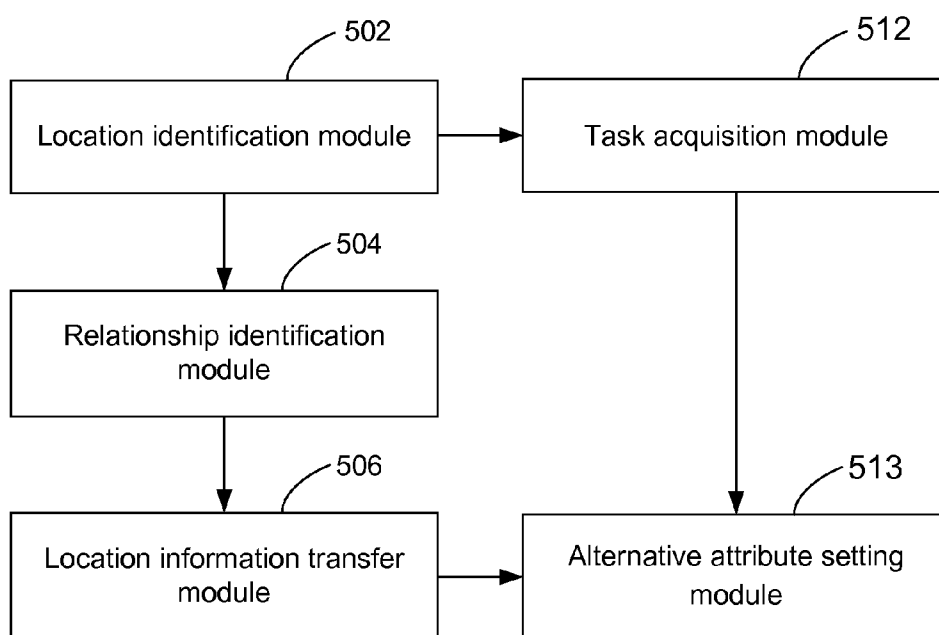 502
512
Location identification module
Task acquisition module
504
Relationship identification
module
506
513
Location information transfer
module
Alternative attribute setting
module